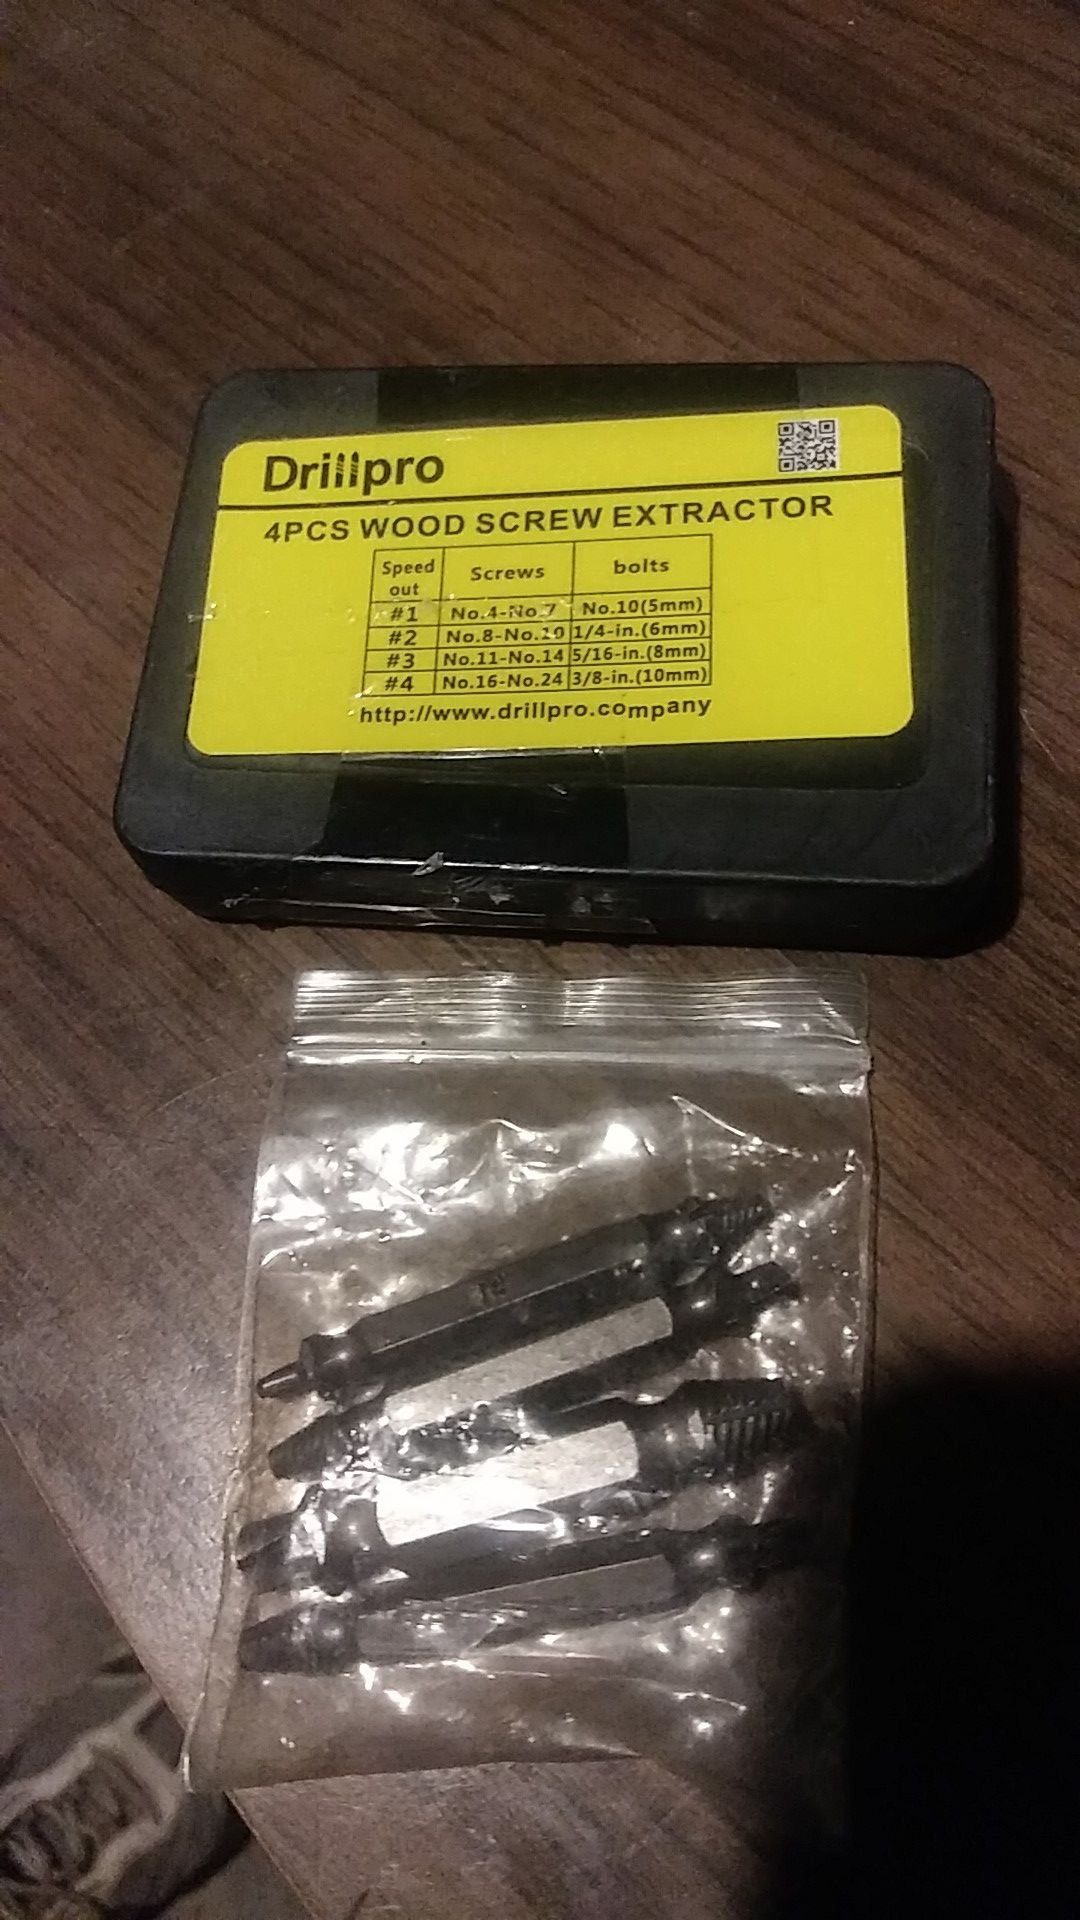 Drillpro
4PCS WOOD SCREW EXTRACTOR
Speed out Screws bolts
#1 No.4-No.7 No.10(5mm)
#2 No.8-No.10 1/4-in.(6mm)
#3 No.11-No.14 5/16-in.(8mm)
#4 No.16-No.24 3/8-in.(10mm)
http://www.drillpro.company